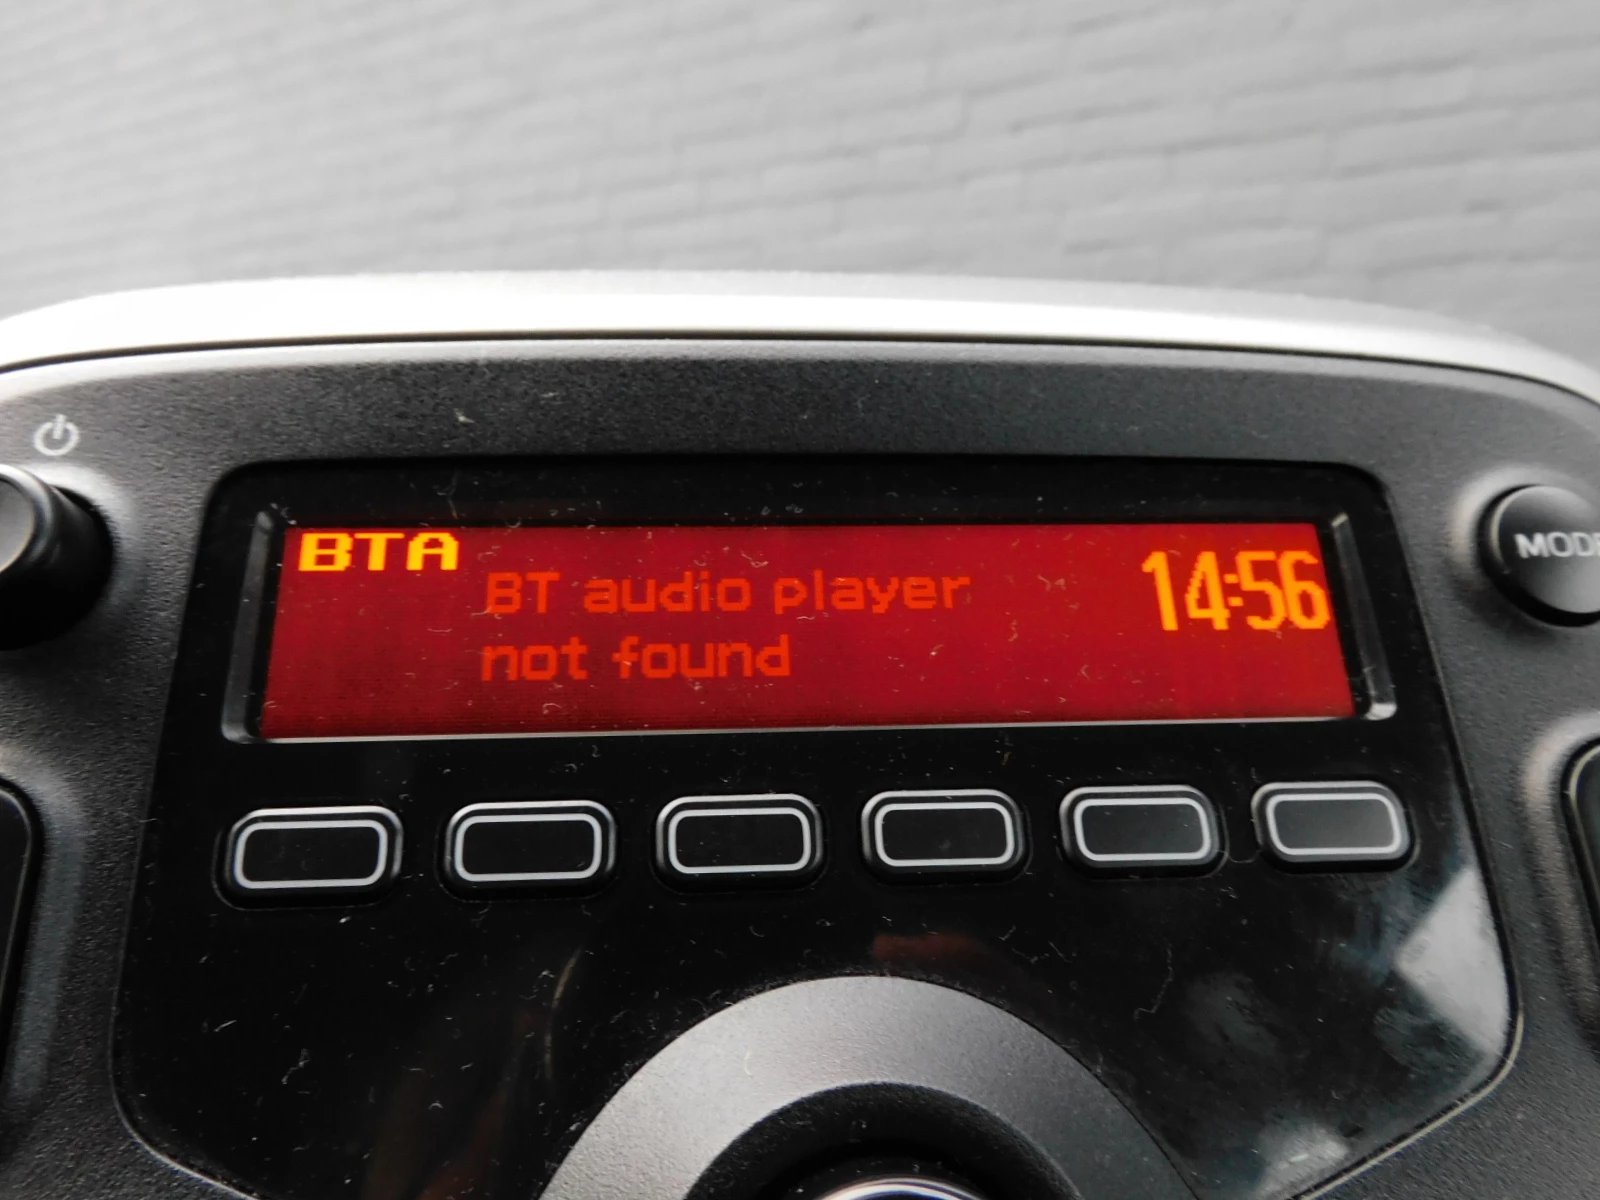 BTA
BT audio player
not found
14:56
MODE